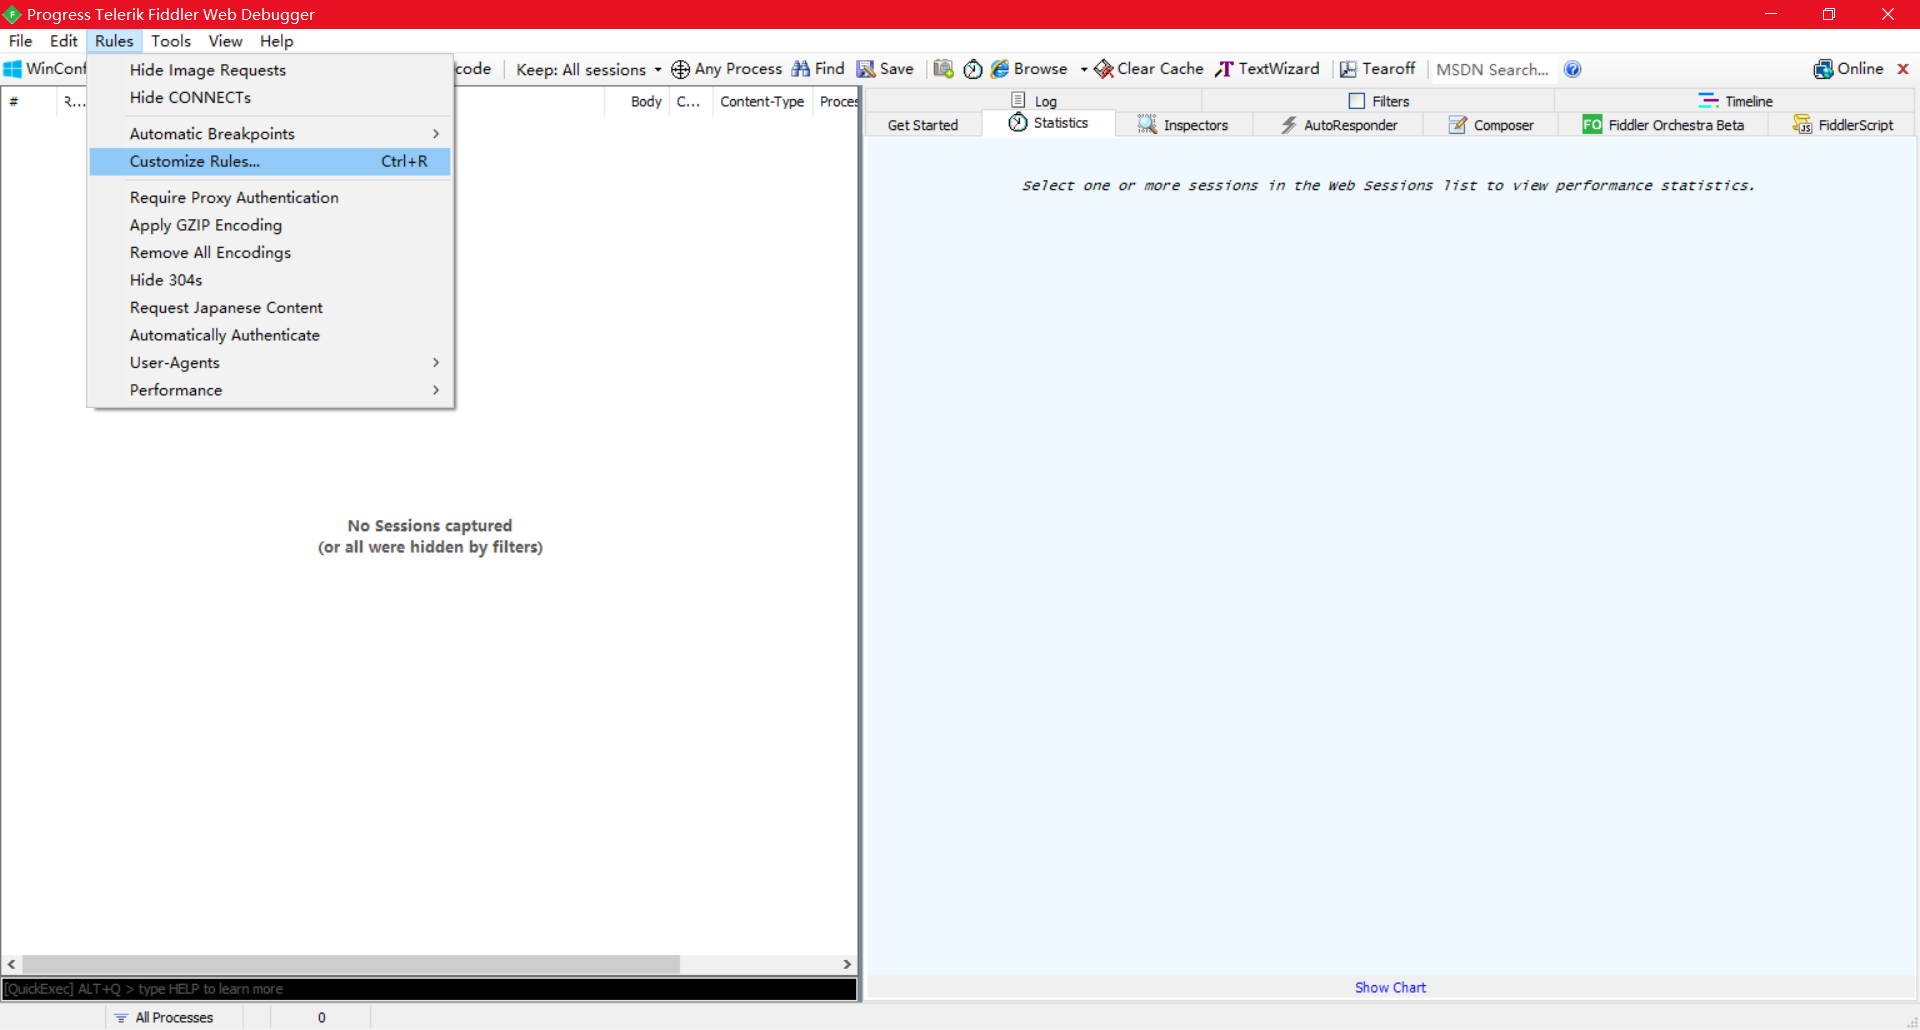 Progress Telerik Fiddler Web Debugger
File Edit Rules Tools View Help
WinConf
Hide Image Requests
Hide CONNECTs
Automatic Breakpoints
Customize Rules... Ctrl+R
Require Proxy Authentication
Apply GZIP Encoding
Remove All Encodings
Hide 304s
Request Japanese Content
Automatically Authenticate
User-Agents
Performance
code Keep: All sessions Any Process Find Save Browse Clear Cache TextWizard Tearoff MSDN Search... Online
# R... Body C... Content-Type Proces
No Sessions captured
(or all were hidden by filters)
[QuickExec] ALT+Q > type HELP to learn more
All Processes 0
Log Filters Timeline
Get Started Statistics Inspectors AutoResponder Composer FO Fiddler Orchestra Beta FiddlerScript
Select one or more sessions in the Web Sessions list to view performance statistics.
Show Chart